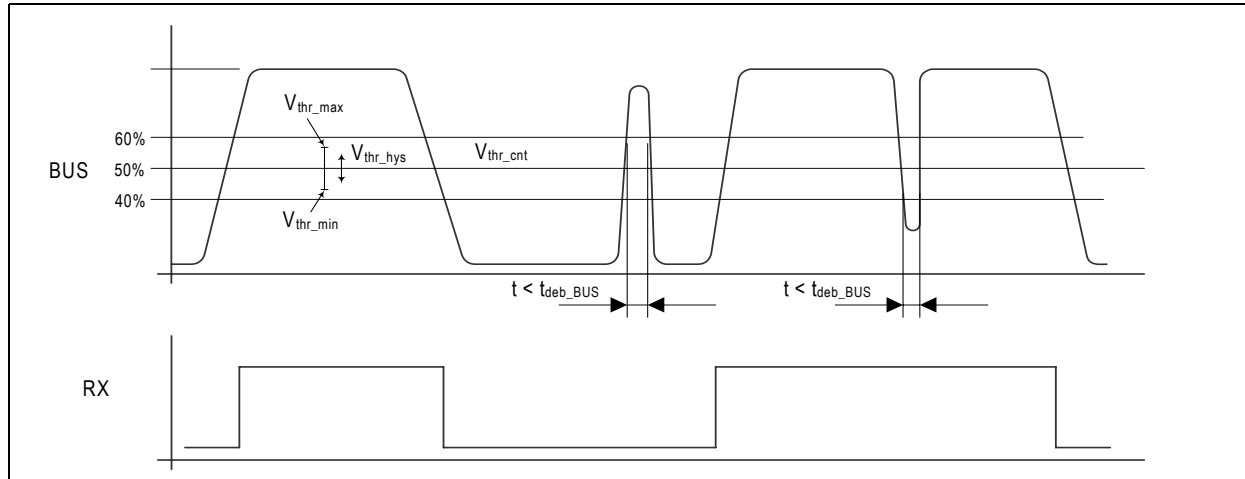 V_thr_max
60%
V_thr_hys
V_thr_cnt
BUS
50%
40%
V_thr_min
t < t_deb_BUS
t < t_deb_BUS
RX